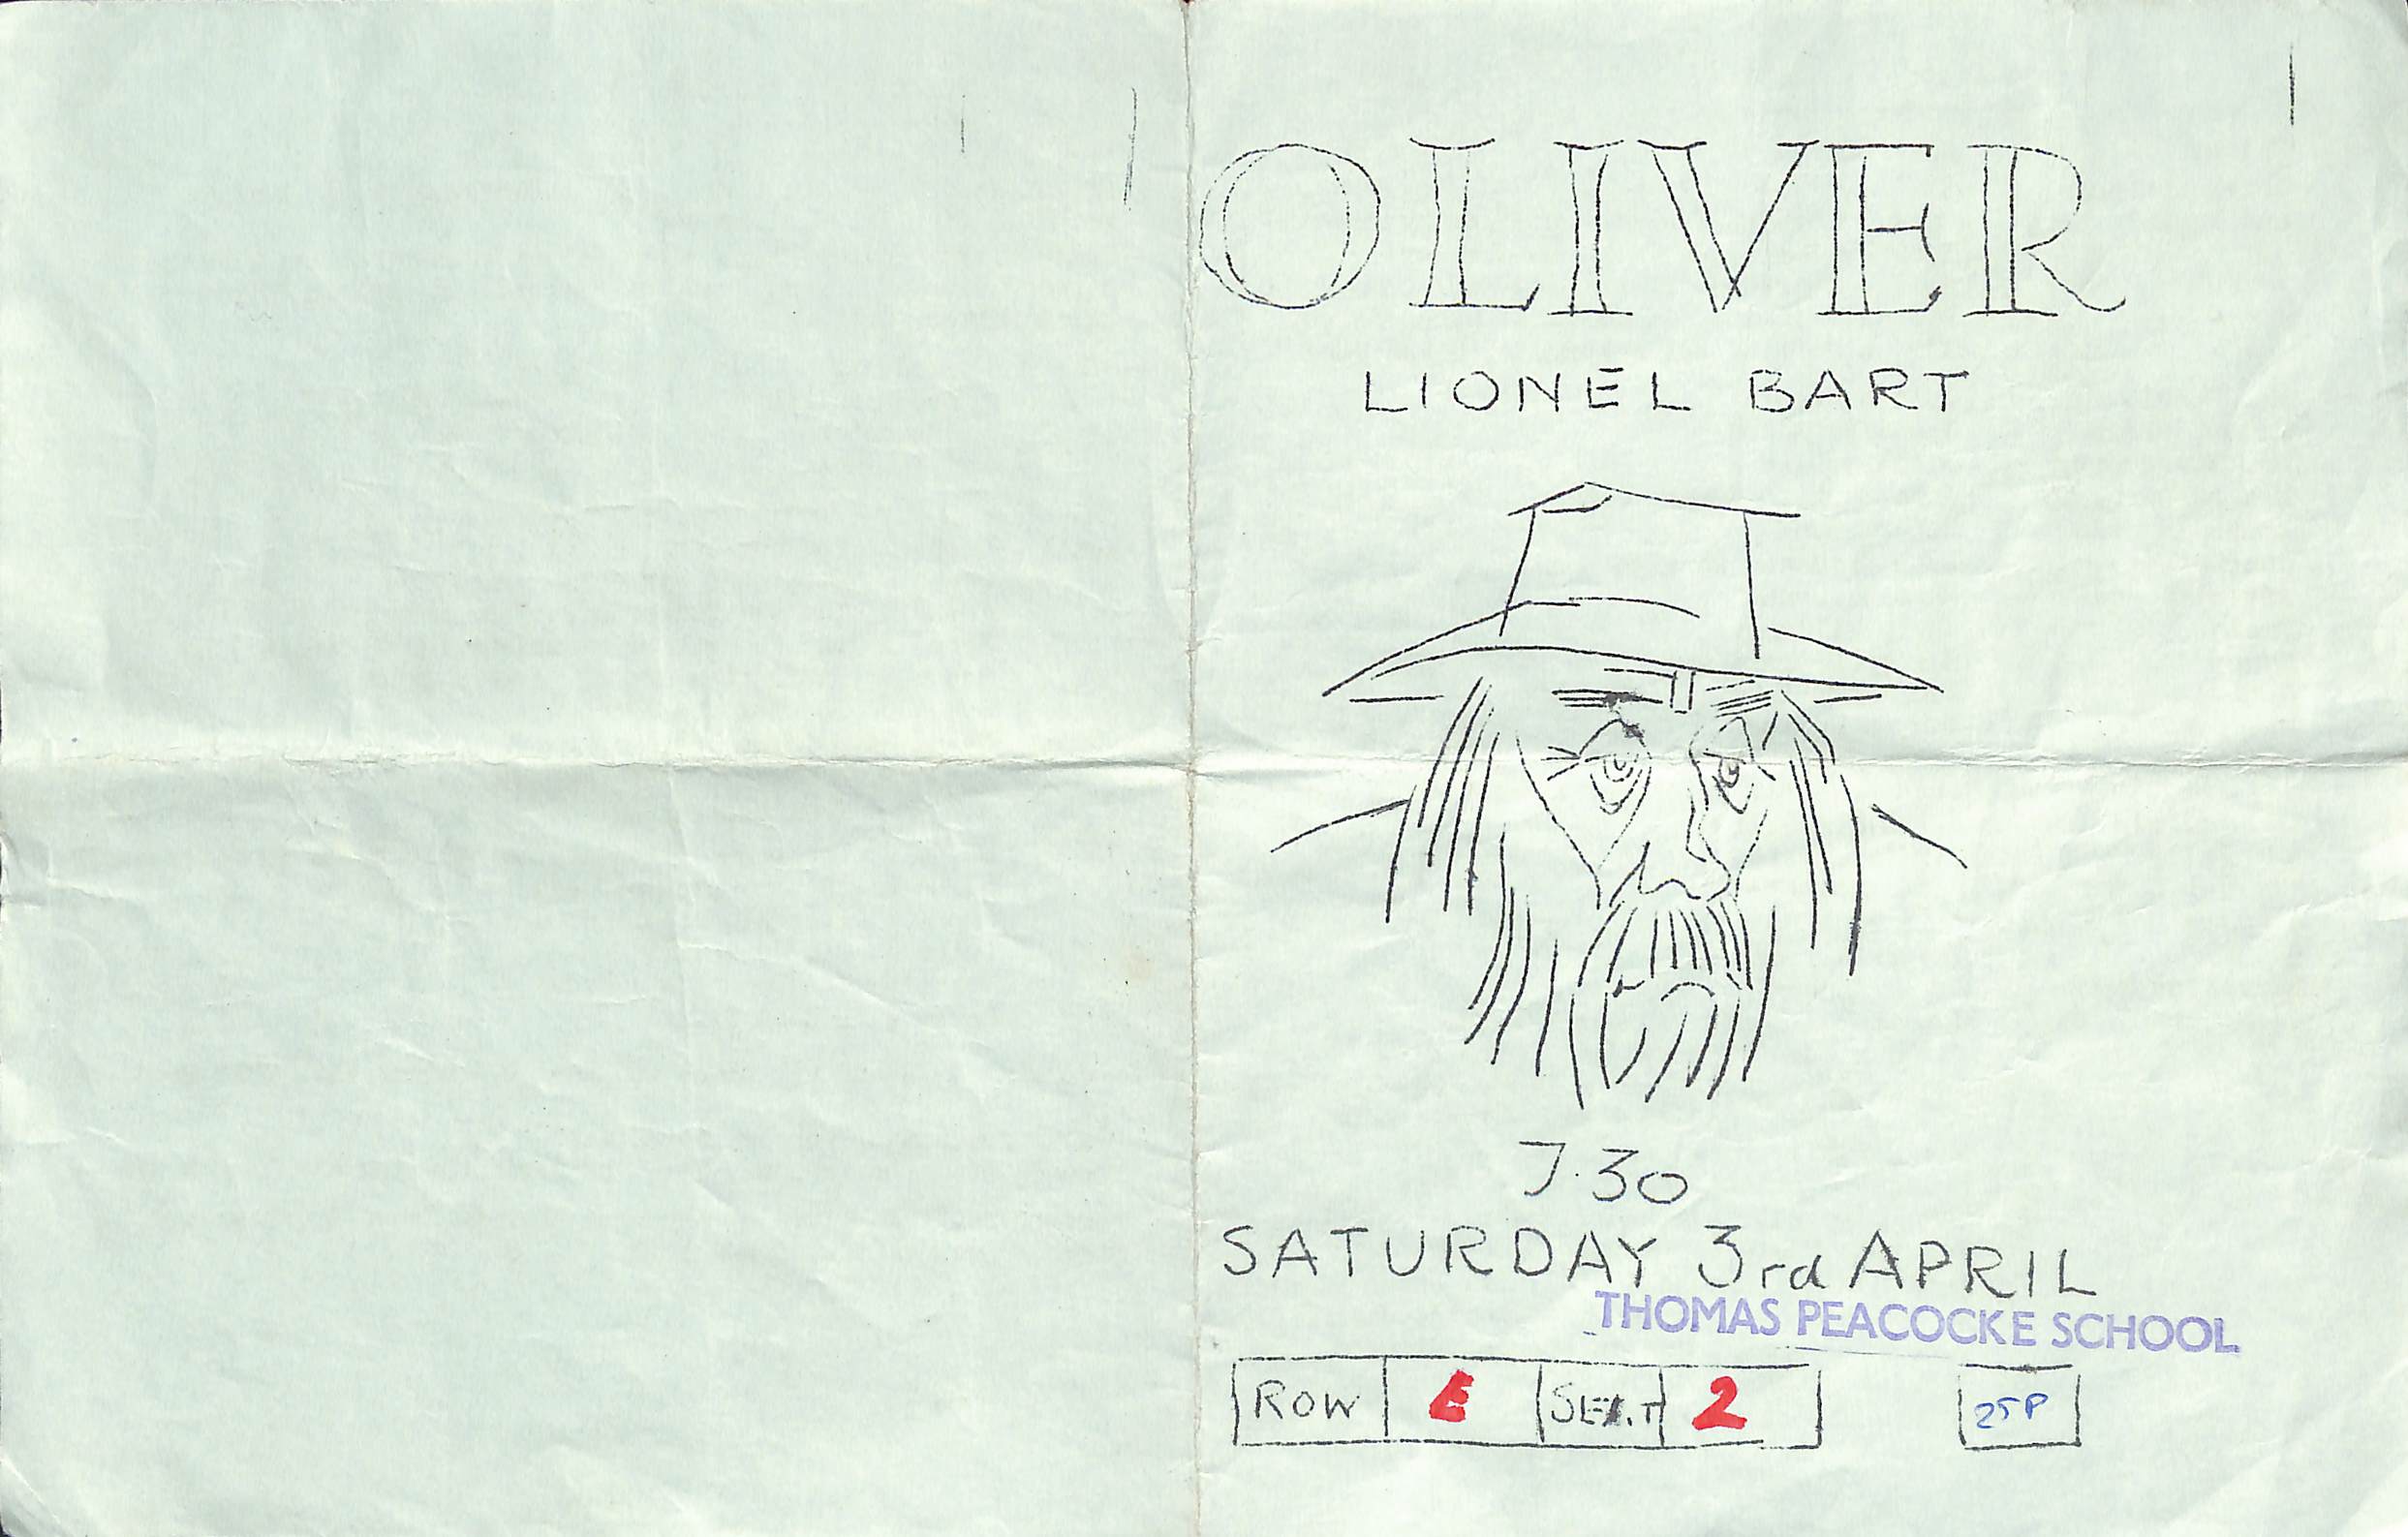 OLIVER
LIONEL BART
7.30
SATURDAY 3rd APRIL
THOMAS PEACOCKE SCHOOL
ROW E SEAT 2 25P